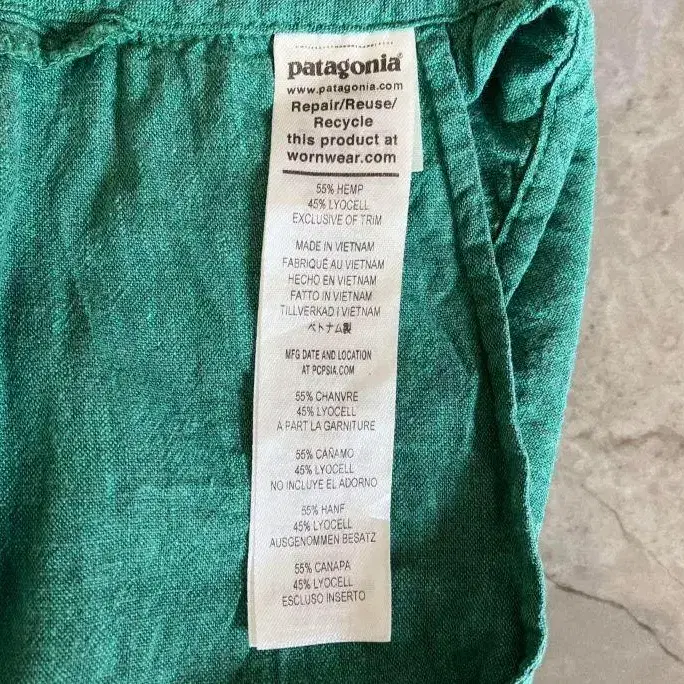 patagonia®
www.patagonia.com
Repair/Reuse/
Recycle
this product at
wornwear.com
55% HEMP
45% LYOCELL
EXCLUSIVE OF TRIM
MADE IN VIETNAM
FABRIQUÉ AU VIETNAM
HECHO EN VIETNAM
FATTO IN VIETNAM
TILLVERKAD I VIETNAM
ベトナム製
MFG DATE AND LOCATION
AT PCPSIA.COM
55% CHANVRE
45% LYOCELL
A PART LA GARNITURE
55% CAÑAMO
45% LYOCELL
NO INCLUYE EL ADORNO
55% HANF
45% LYOCELL
AUSGENOMMEN BESATZ
55% CANAPA
45% LYOCELL
ESCLUSO INSERTO